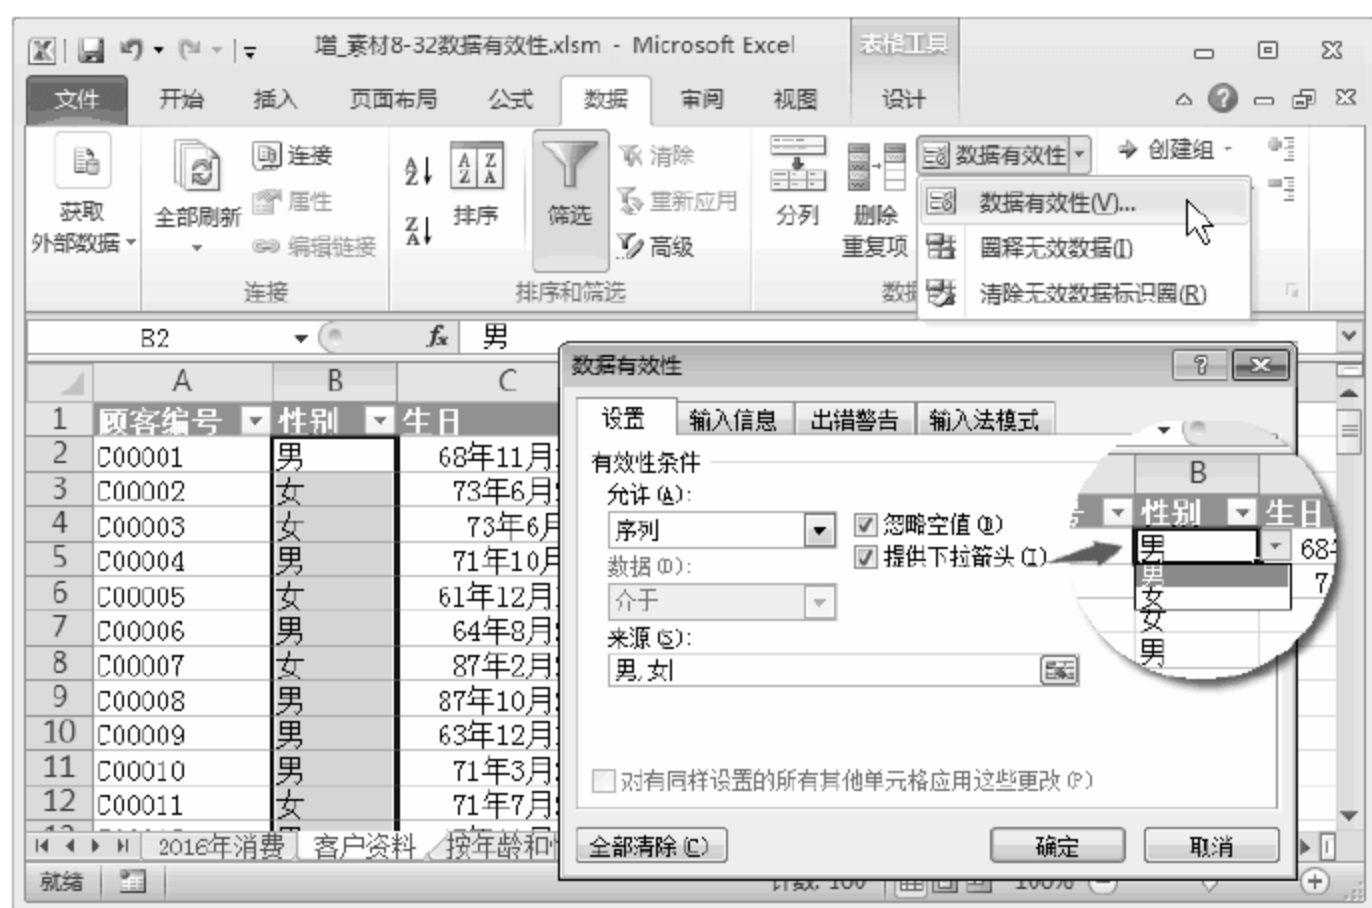 增_素材8-32数据有效性.xlsm - Microsoft Excel 表格工具
文件 开始 插入 页面布局 公式 数据 审阅 视图 设计
获取
外部数据
全部刷新
连接
属性
编辑链接
连接
排序
筛选
清除
重新应用
高级
排序和筛选
分列
删除
重复项
数据有效性
创建组
数据有效性(V)...
圈释无效数据(I)
清除无效数据标识圈(R)
B2 fx 男
A B C
1 顾客编号 性别 生日
2 C00001 男 68年11月
3 C00002 女 73年6月
4 C00003 女 73年6月
5 C00004 男 71年10月
6 C00005 女 61年12月
7 C00006 男 64年8月
8 C00007 女 87年2月
9 C00008 男 87年10月
10 C00009 男 63年12月
11 C00010 男 71年3月
12 C00011 女 71年7月
数据有效性
设置 输入信息 出错警告 输入法模式
有效性条件
允许(A):
序列
忽略空值(B)
提供下拉箭头(I)
数据(D):
介于
来源(S):
男,女
对有同样设置的所有其他单元格应用这些更改(P)
全部清除(C) 确定 取消
B
性别 生日
男 68
男 7
女
女
男
2016年消费 客户资料 按年龄和
就绪 计数: 100 100%